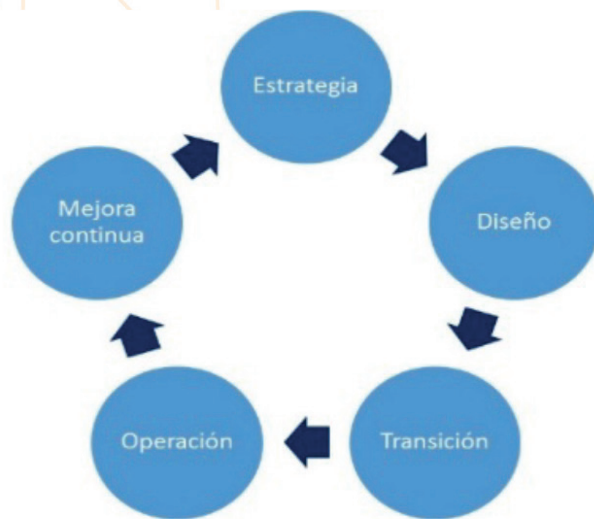 Estrategia
Diseño
Transición
Operación
Mejora
continua